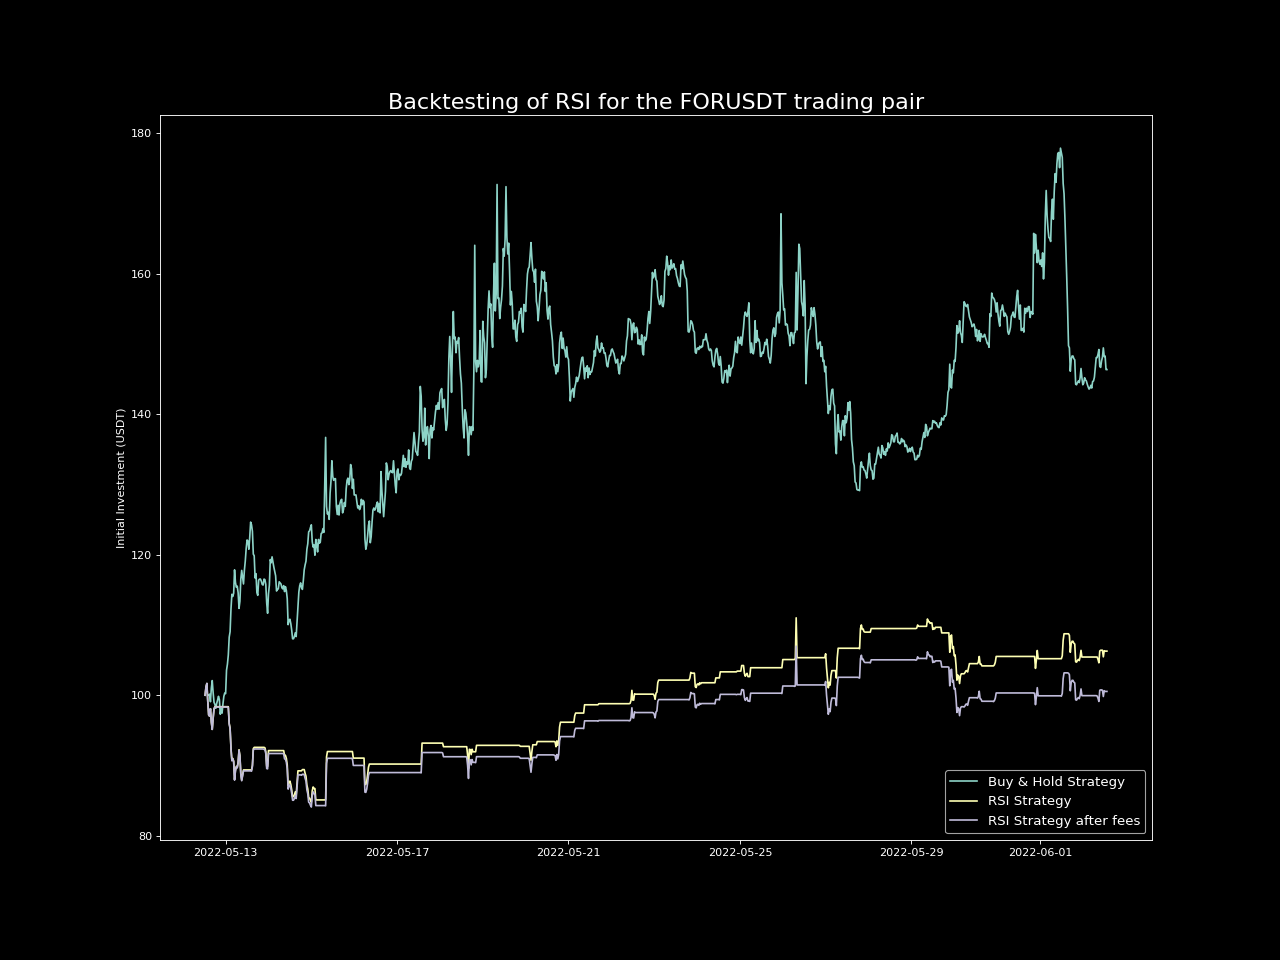 Backtesting of RSI for the FORUSDT trading pair
Initial Investment (USDT)
180
160
140
120
100
80
2022-05-13
2022-05-17
2022-05-21
2022-05-25
2022-05-29
2022-06-01
Buy & Hold Strategy
RSI Strategy
RSI Strategy after fees